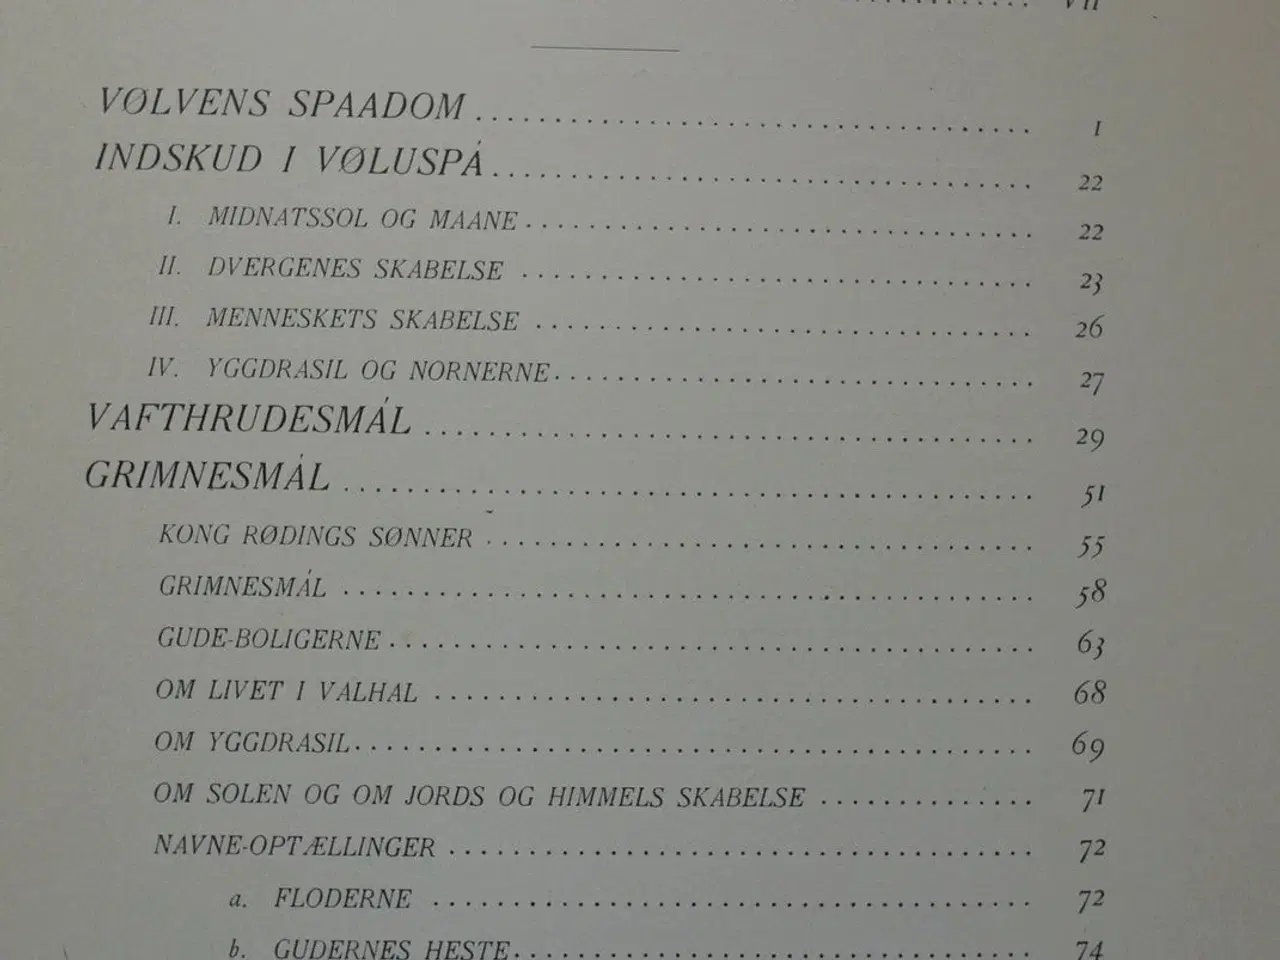 VII
VØLVENS SPAADOM 1
INDSKUD I VØLUSPÁ 22
I. MIDNATSSOL OG MAANE 22
II. DVERGENES SKABELSE 23
III. MENNESKETS SKABELSE 26
IV. YGGDRASIL OG NORNERNE 27
VAFTHRUDESMÁL 29
GRIMNESMÁL 51
KONG RØDINGS SØNNER 55
GRIMNESMÁL 58
GUDE-BOLIGERNE 63
OM LIVET I VALHAL 68
OM YGGDRASIL 69
OM SOLEN OG OM JORDS OG HIMMELS SKABELSE 71
NAVNE-OPTÆLLINGER 72
a. FLODERNE 72
b. GUDERNES HESTE 74